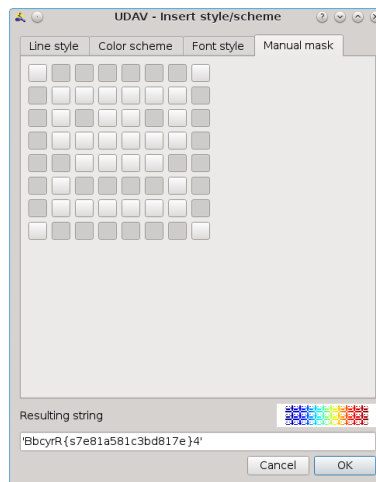 UDAV - Insert style/scheme
Line style Color scheme Font style Manual mask
Resulting string
'BbcyrR{s7e81a581c3bd817e}4'
Cancel OK